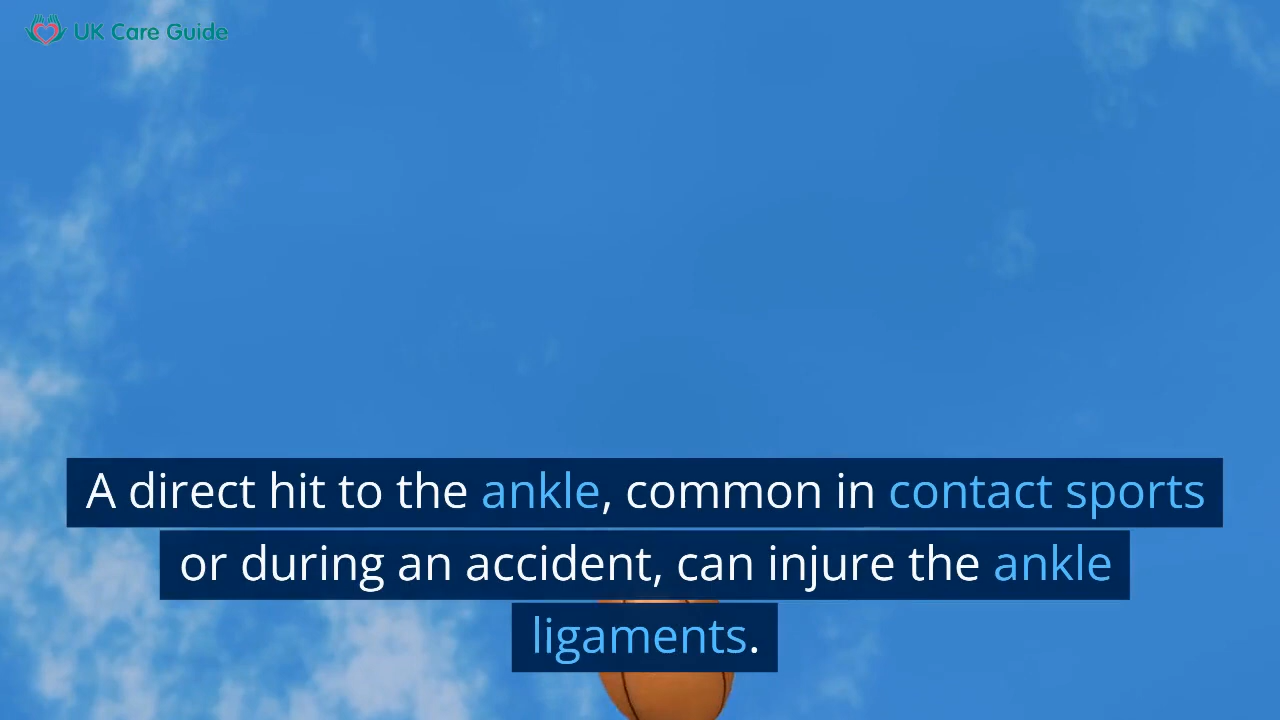 UK Care Guide
A direct hit to the ankle, common in contact sports
or during an accident, can injure the ankle
ligaments.